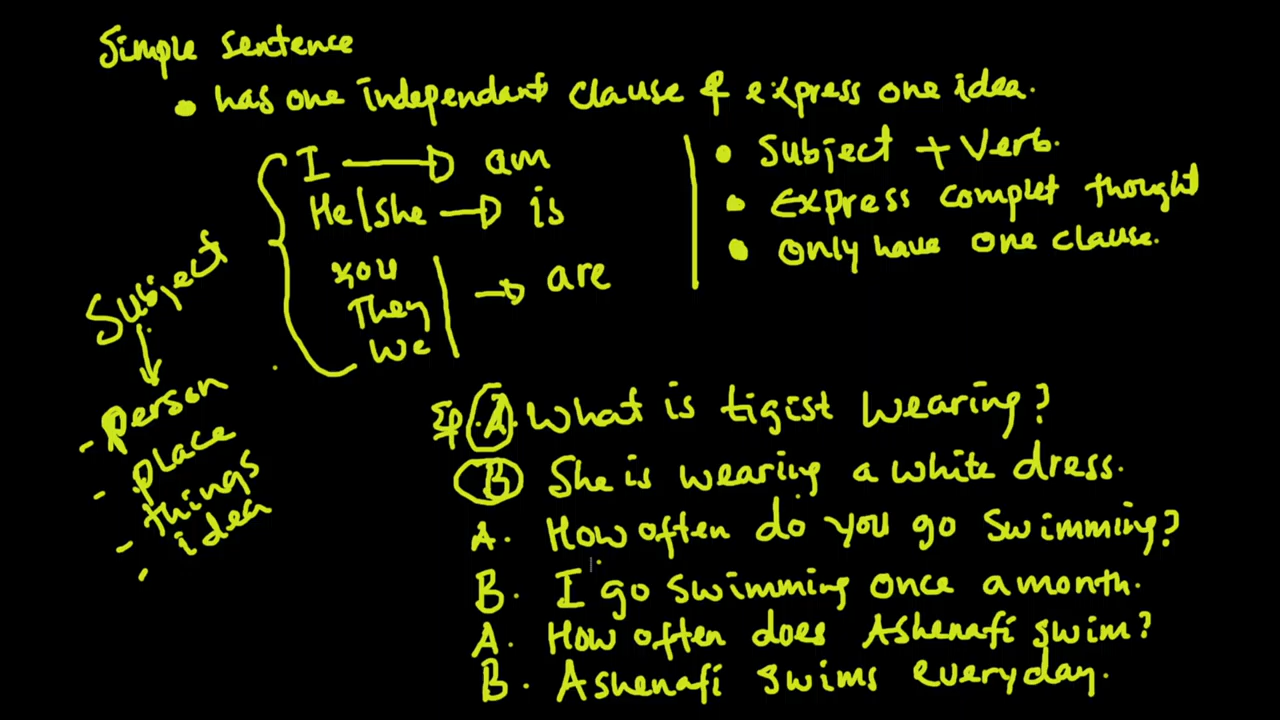 Simple sentence
• has one independant clause & express one idea.
I → am
He/She → is
you
They
We
→ are
Subject
- person
- place
- things
- idea
• Subject + Verb.
• Express complet thought
• Only have one clause.
A. What is tigist wearing?
B She is wearing a white dress.
A. How often do you go swimming?
B. I go swimming once a month.
A. How often does Ashenafi swim?
B. Ashenafi swims everyday.